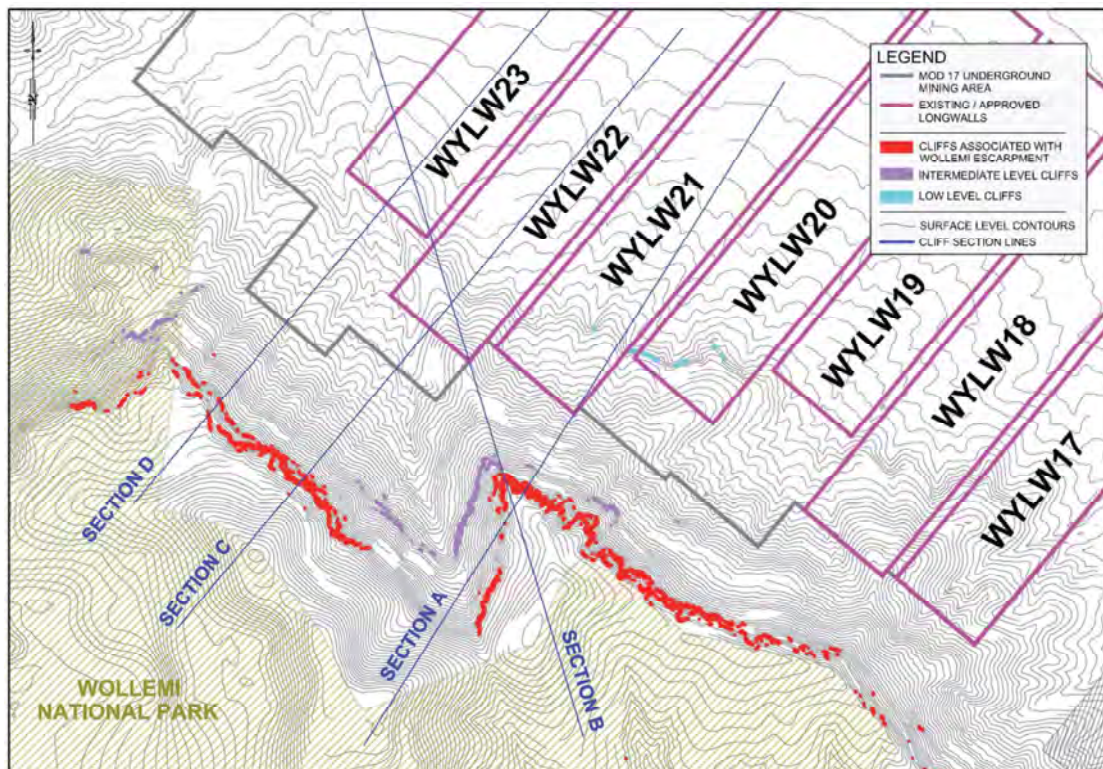 LEGEND
MOD 17 UNDERGROUND
MINING AREA
EXISTING / APPROVED
LONGWALLS
CLIFFS ASSOCIATED WITH
WOLLEMI ESCARPMENT
INTERMEDIATE LEVEL CLIFFS
LOW LEVEL CLIFFS
SURFACE LEVEL CONTOURS
CLIFF SECTION LINES
WYLW23
WYLW22
WYLW21
WYLW20
WYLW19
WYLW18
WYLW17
SECTION D
SECTION C
SECTION A
SECTION B
WOLLEMI
NATIONAL PARK